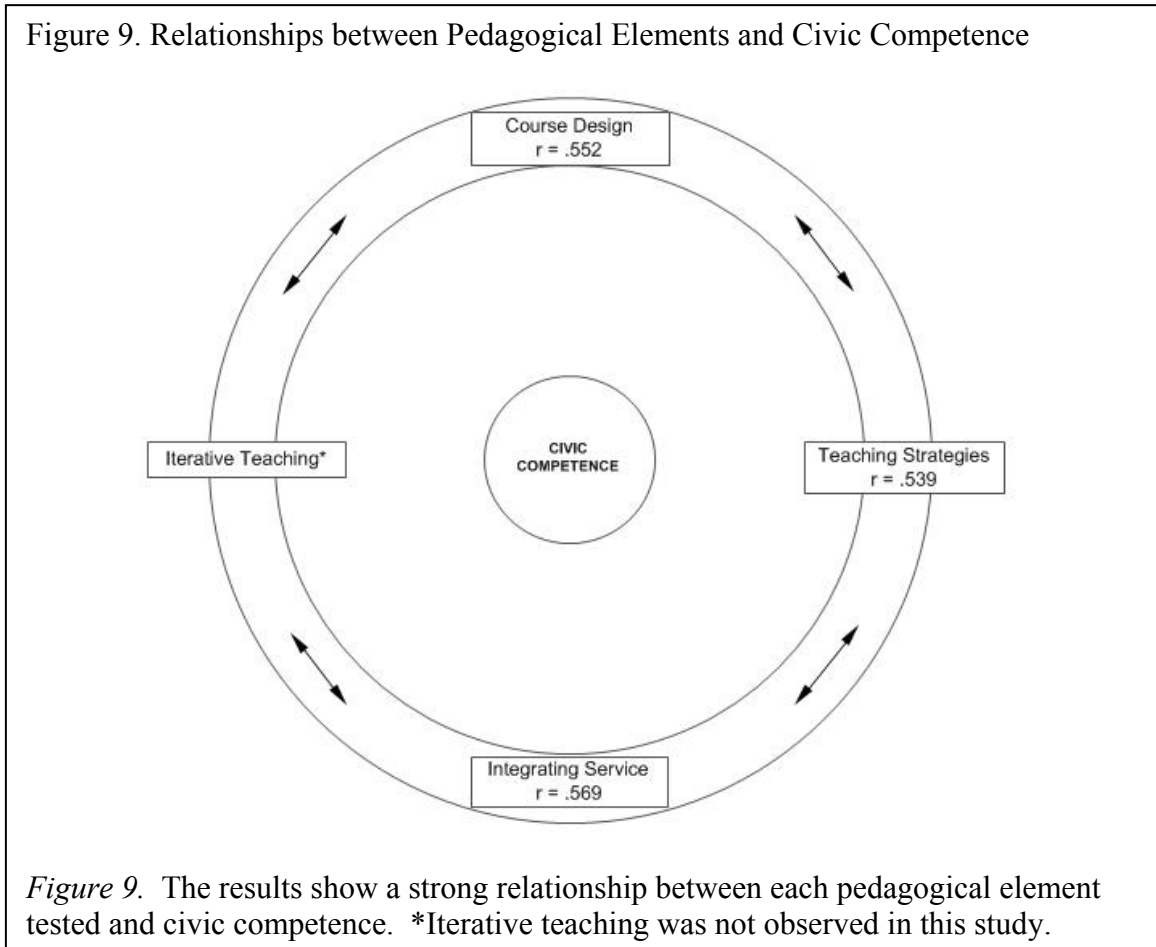 Figure 9. Relationships between Pedagogical Elements and Civic Competence
Course Design
r = .552
Iterative Teaching*
CIVIC
COMPETENCE
Teaching Strategies
r = .539
Integrating Service
r = .569
Figure 9.  The results show a strong relationship between each pedagogical element
tested and civic competence.  *Iterative teaching was not observed in this study.